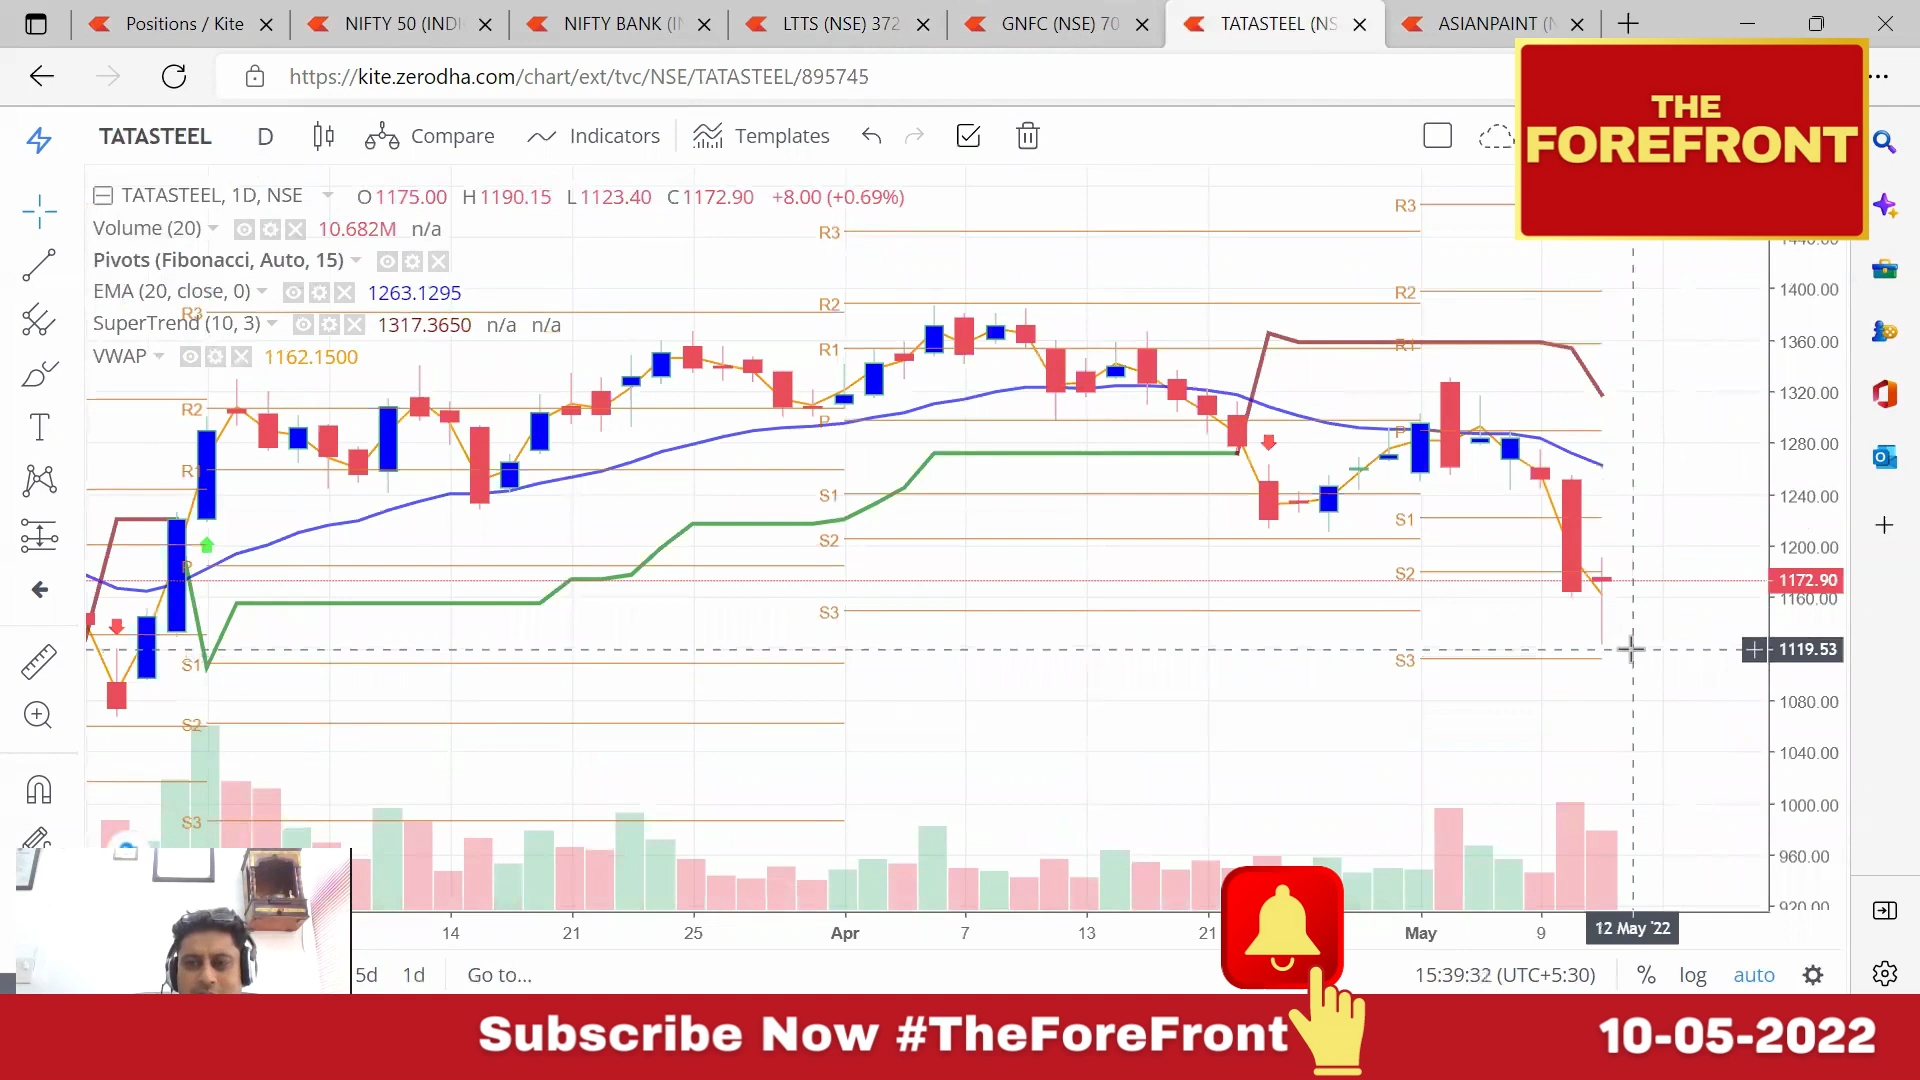 Positions / Kite
NIFTY 50 (INDI
NIFTY BANK (I
LTTS (NSE) 372
GNFC (NSE) 70
TATASTEEL (NS
ASIANPAINT (N
https://kite.zerodha.com/chart/ext/tvc/NSE/TATASTEEL/895745
THE
FOREFRONT
TATASTEEL D Compare Indicators Templates
TATASTEEL, 1D, NSE O1175.00 H1190.15 L1123.40 C1172.90 +8.00 (+0.69%)
Volume (20) 10.682M n/a
Pivots (Fibonacci, Auto, 15)
EMA (20, close, 0) 1263.1295
SuperTrend (10, 3) 1317.3650 n/a n/a
VWAP 1162.1500
R3
R2
R1
P
S1
S2
S3
R3
R2
R1
P
S1
S2
S3
R3
R2
R1
P
S1
S2
S3
1440.00
1400.00
1360.00
1320.00
1280.00
1240.00
1200.00
1172.90
1160.00
1119.53
1080.00
1040.00
1000.00
960.00
920.00
14 21 25 Apr 7 13 21 May 9 12 May '22
5d 1d Go to... 15:39:32 (UTC+5:30) % log auto
Subscribe Now #TheForeFront
10-05-2022